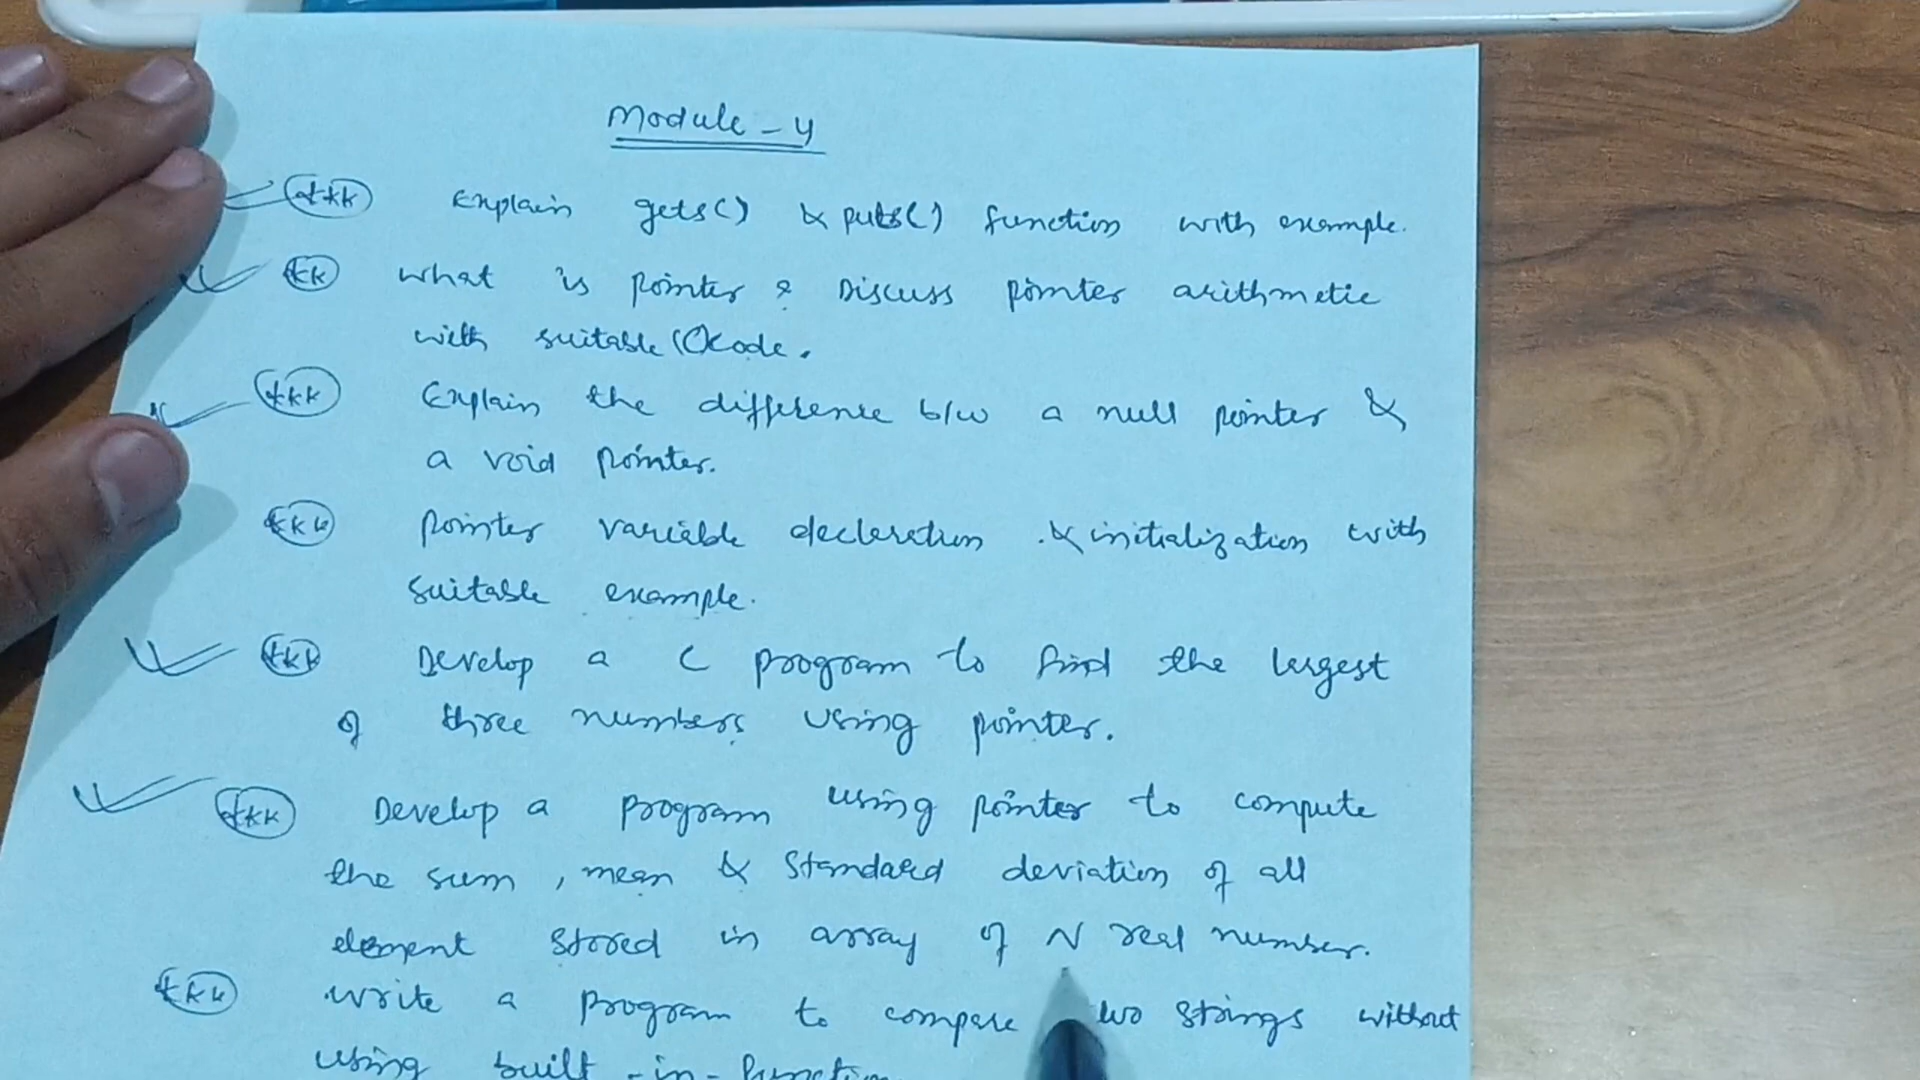 Module - 4
*** Explain gets() & puts() function with example.
** What is pointer? Discuss pointer arithmetic
with suitable (C)code.
*** Explain the difference b/w a null pointer &
a void pointer.
*** Pointer variable declaration & initialization with
suitable example.
*** Develop a C program to find the largest
of three numbers using pointer.
*** Develop a program using pointer to compute
the sum, mean & standard deviation of all
element stored in array of N real number.
*** Write a program to compare two strings without
using built-in-function